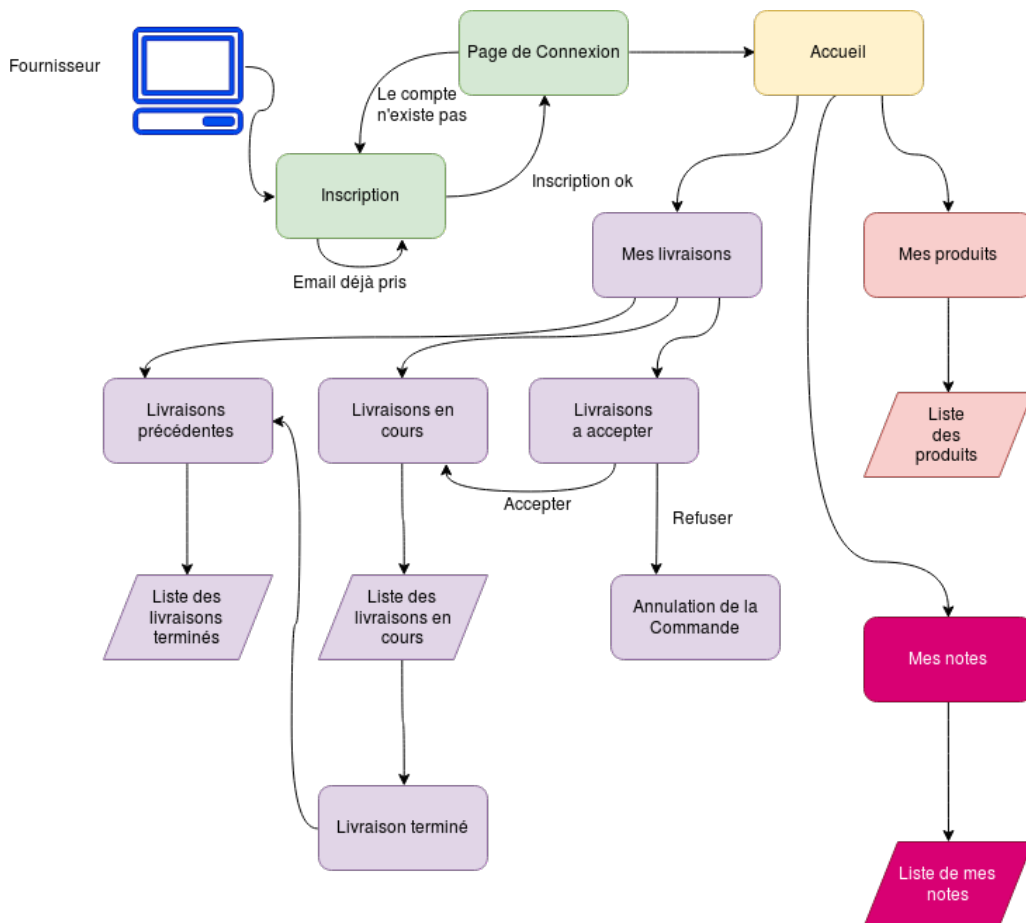 Fournisseur
Page de Connexion
Accueil
Le compte
n'existe pas
Inscription
Inscription ok
Email déjà pris
Mes livraisons
Mes produits
Livraisons
précédentes
Livraisons en
cours
Livraisons
a accepter
Liste
des
produits
Accepter
Refuser
Liste des
livraisons
terminés
Liste des
livraisons en
cours
Annulation de la
Commande
Mes notes
Livraison terminé
Liste de mes
notes